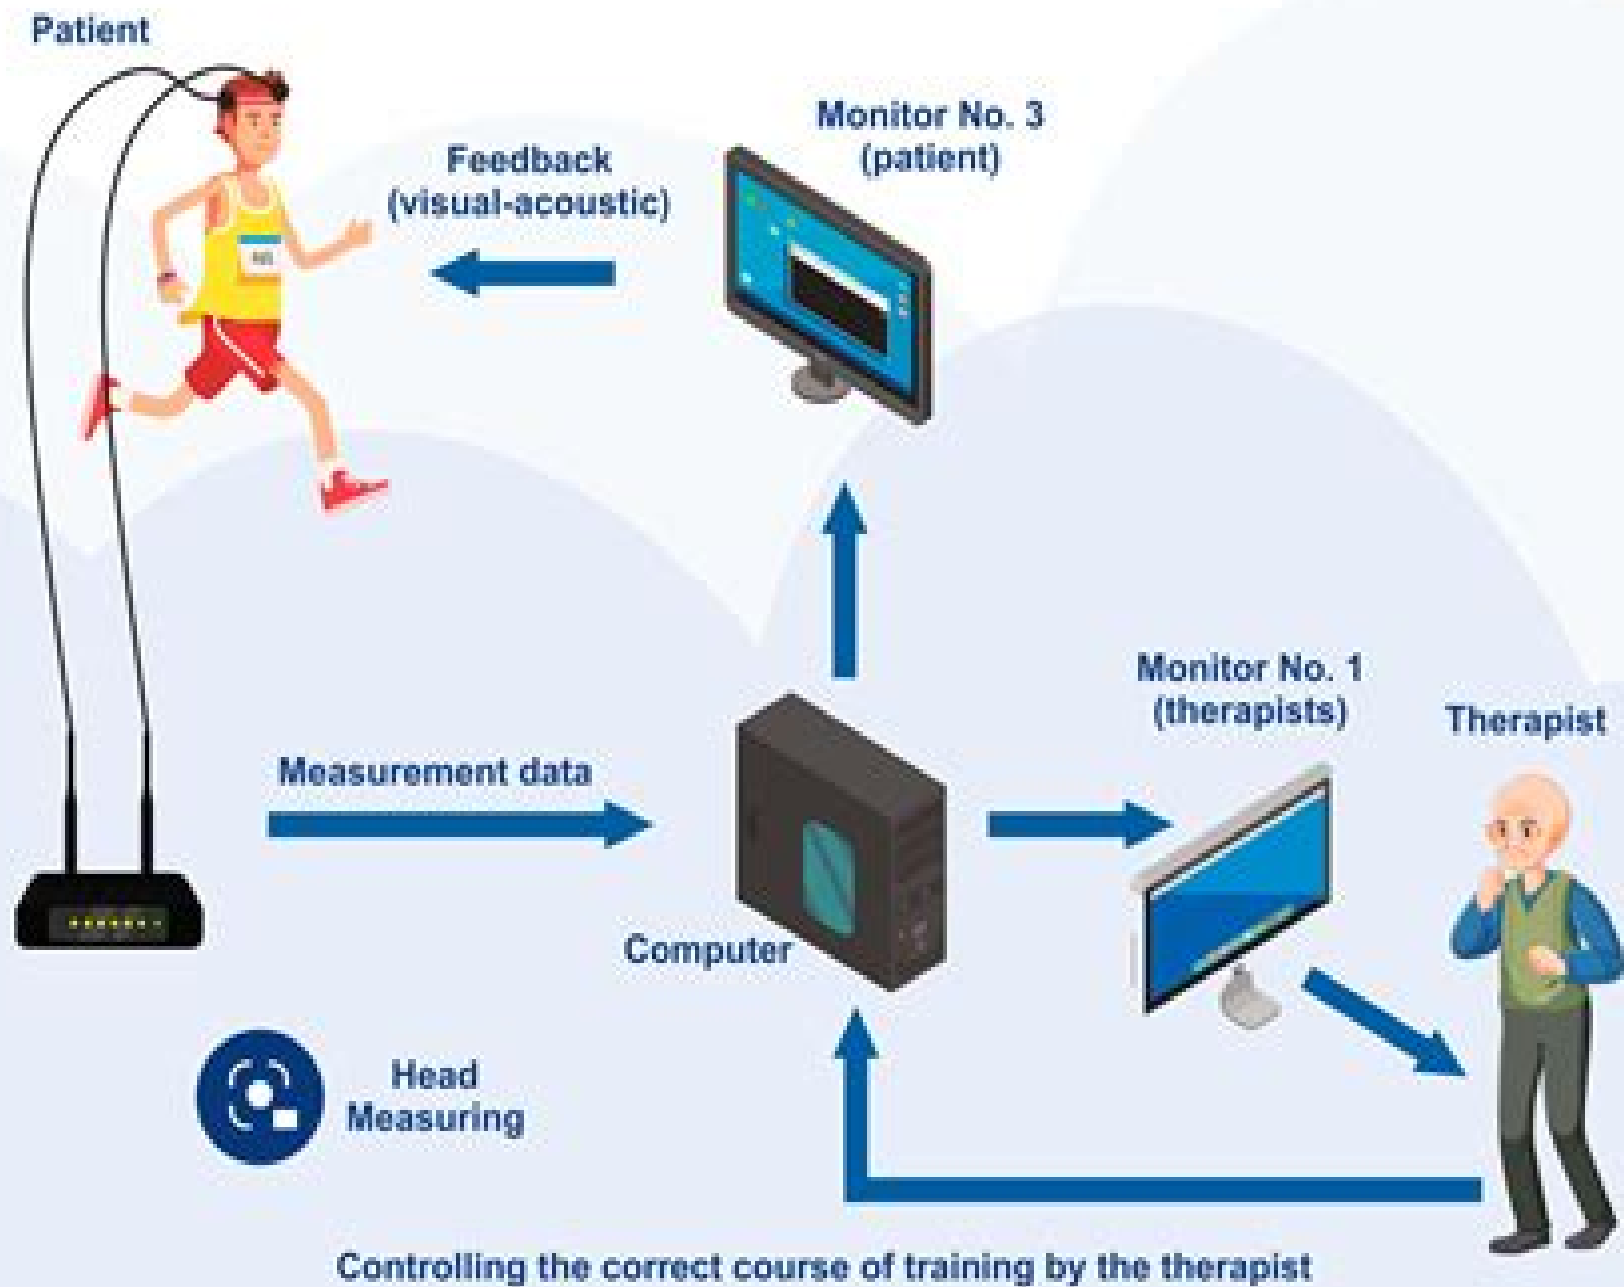 Patient
Monitor No. 3
(patient)
Feedback
(visual-acoustic)
Monitor No. 1
(therapists)
Therapist
Measurement data
Computer
Head
Measuring
Controlling the correct course of training by the therapist